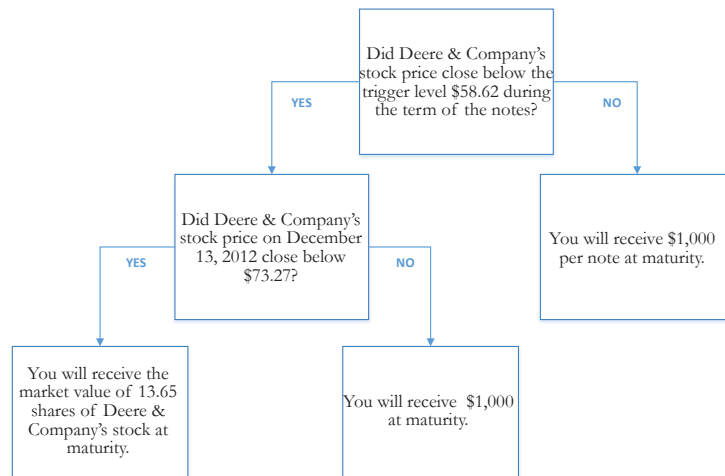 Did Deere & Company's
stock price close below the
trigger level $58.62 during
the term of the notes?
YES
NO
Did Deere & Company's
stock price on December
13, 2012 close below
$73.27?
You will receive $1,000
per note at maturity.
YES
NO
You will receive the
market value of 13.65
shares of Deere &
Company's stock at
maturity.
You will receive $1,000
at maturity.